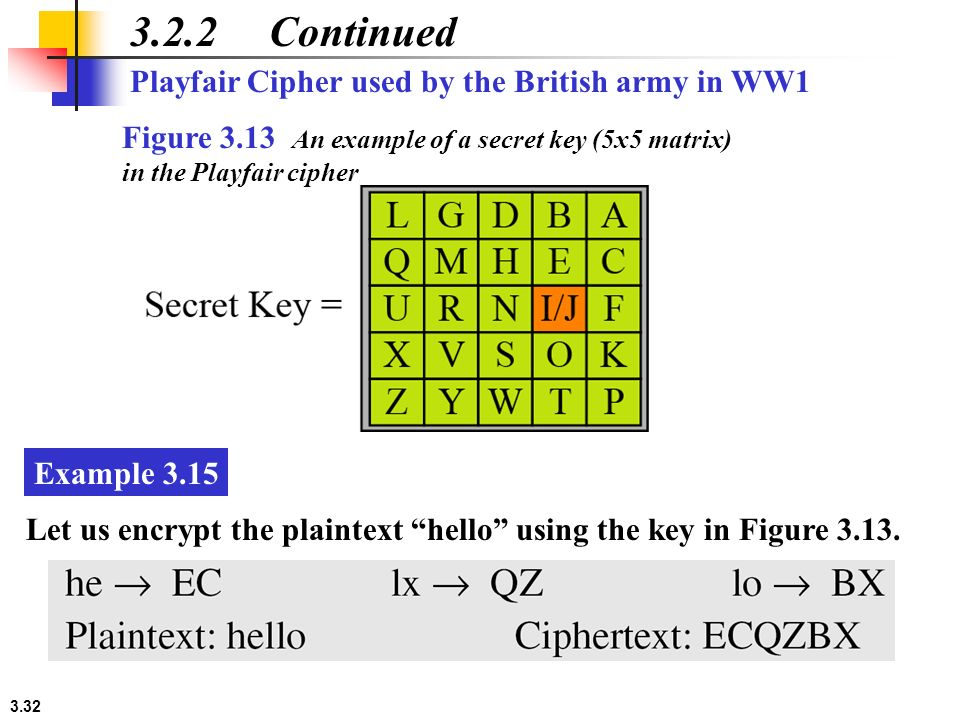 3.2.2 Continued
Playfair Cipher used by the British army in WW1
Figure 3.13 An example of a secret key (5x5 matrix)
in the Playfair cipher
L G D B A
Q M H E C
Secret Key = U R N I/J F
X V S O K
Z Y W T P
Example 3.15
Let us encrypt the plaintext “hello” using the key in Figure 3.13.
he → EC lx → QZ lo → BX
Plaintext: hello Ciphertext: ECQZBX
3.32